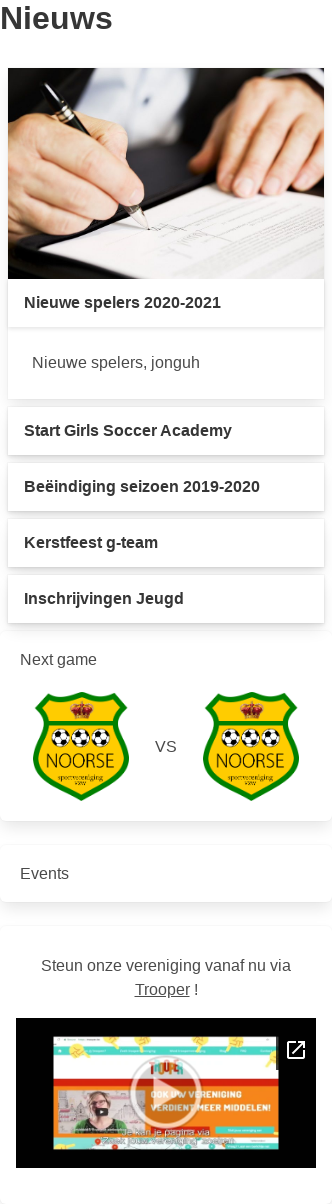 Nieuws
Nieuwe spelers 2020-2021
Nieuwe spelers, jonguh
Start Girls Soccer Academy
Beëindiging seizoen 2019-2020
Kerstfeest g-team
Inschrijvingen Jeugd
Next game
NOORSE
sportvereniging
vzw
VS
NOORSE
sportvereniging
vzw
Events
Steun onze vereniging vanaf nu via
Trooper !
OOK UW VERENIGING
VERDIENT MEER MIDDELEN!